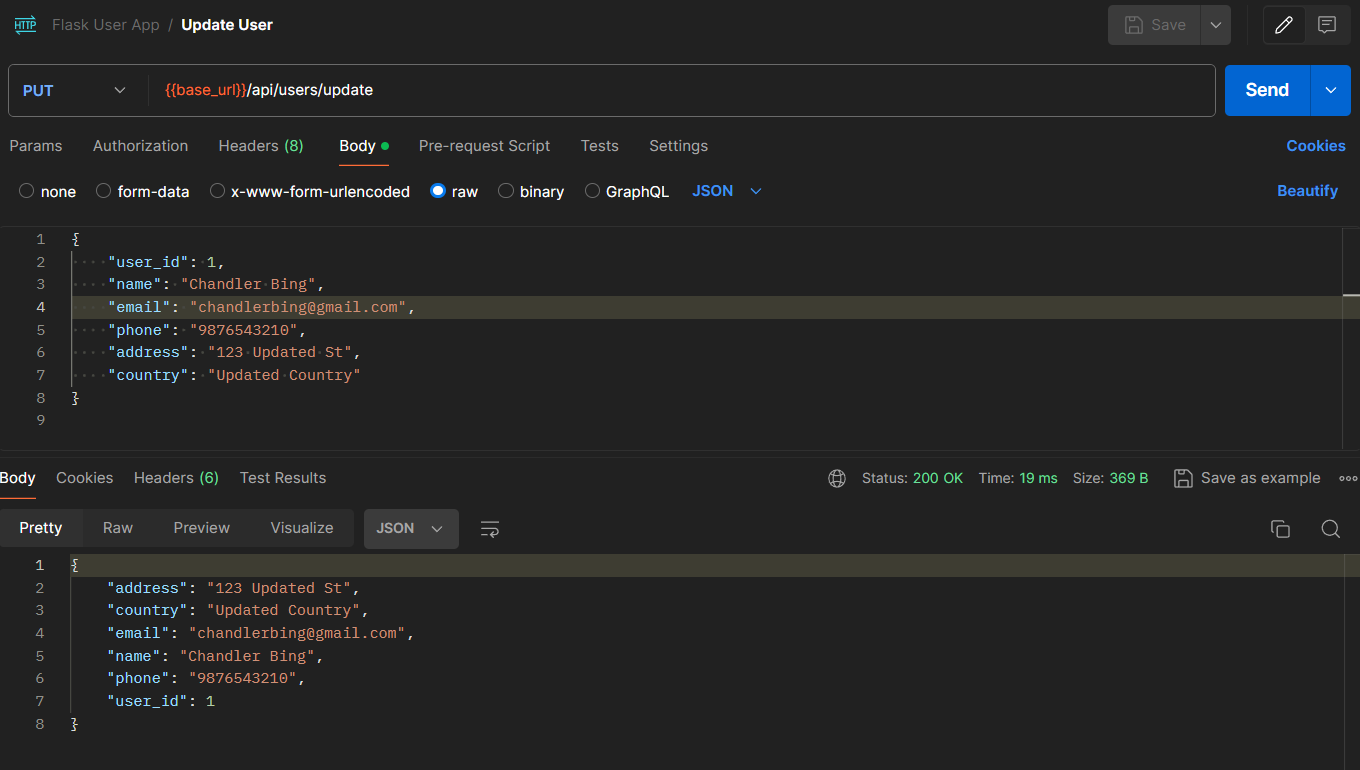 HTTP Flask User App / Update User Save
PUT {{base_url}}/api/users/update Send
Params Authorization Headers (8) Body Pre-request Script Tests Settings Cookies
none form-data x-www-form-urlencoded raw binary GraphQL JSON Beautify
1 {
2 "user_id": 1,
3 "name": "Chandler Bing",
4 "email": "chandlerbing@gmail.com",
5 "phone": "9876543210",
6 "address": "123 Updated St",
7 "country": "Updated Country"
8 }
9
Body Cookies Headers (6) Test Results Status: 200 OK Time: 19 ms Size: 369 B Save as example
Pretty Raw Preview Visualize JSON
1 {
2 "address": "123 Updated St",
3 "country": "Updated Country",
4 "email": "chandlerbing@gmail.com",
5 "name": "Chandler Bing",
6 "phone": "9876543210",
7 "user_id": 1
8 }